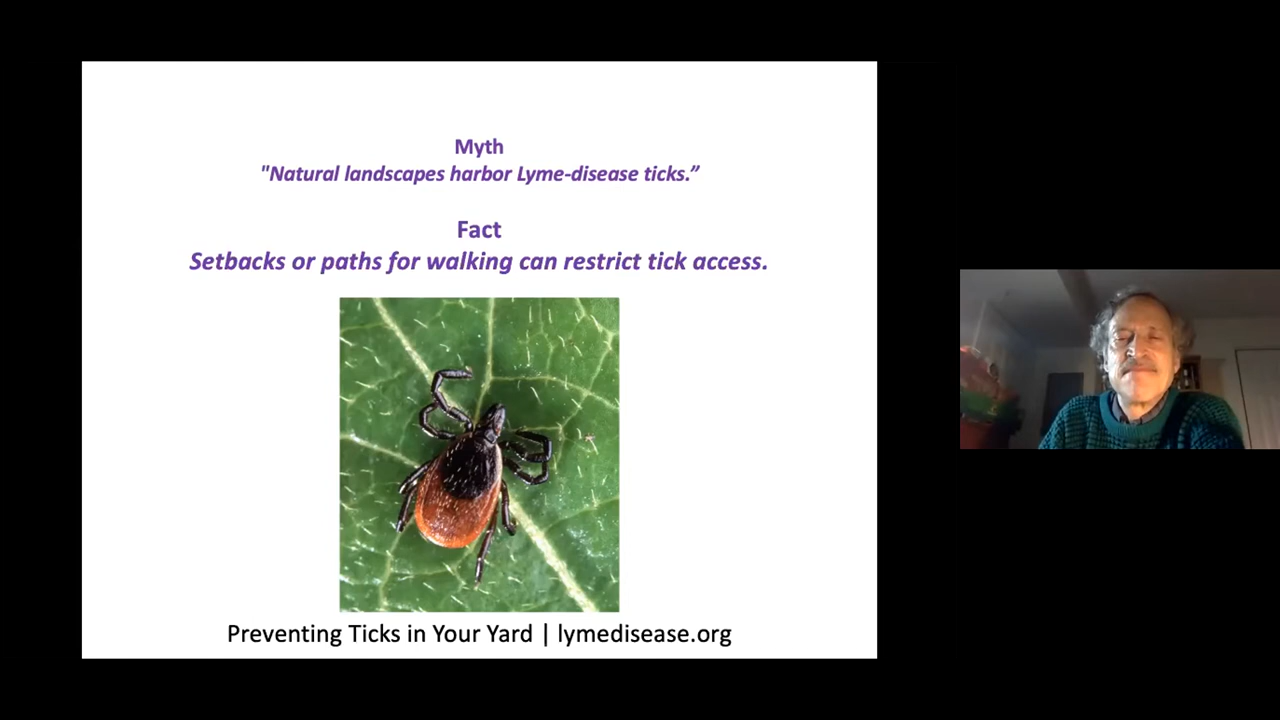 Myth
"Natural landscapes harbor Lyme-disease ticks.”
Fact
Setbacks or paths for walking can restrict tick access.
Preventing Ticks in Your Yard | lymedisease.org